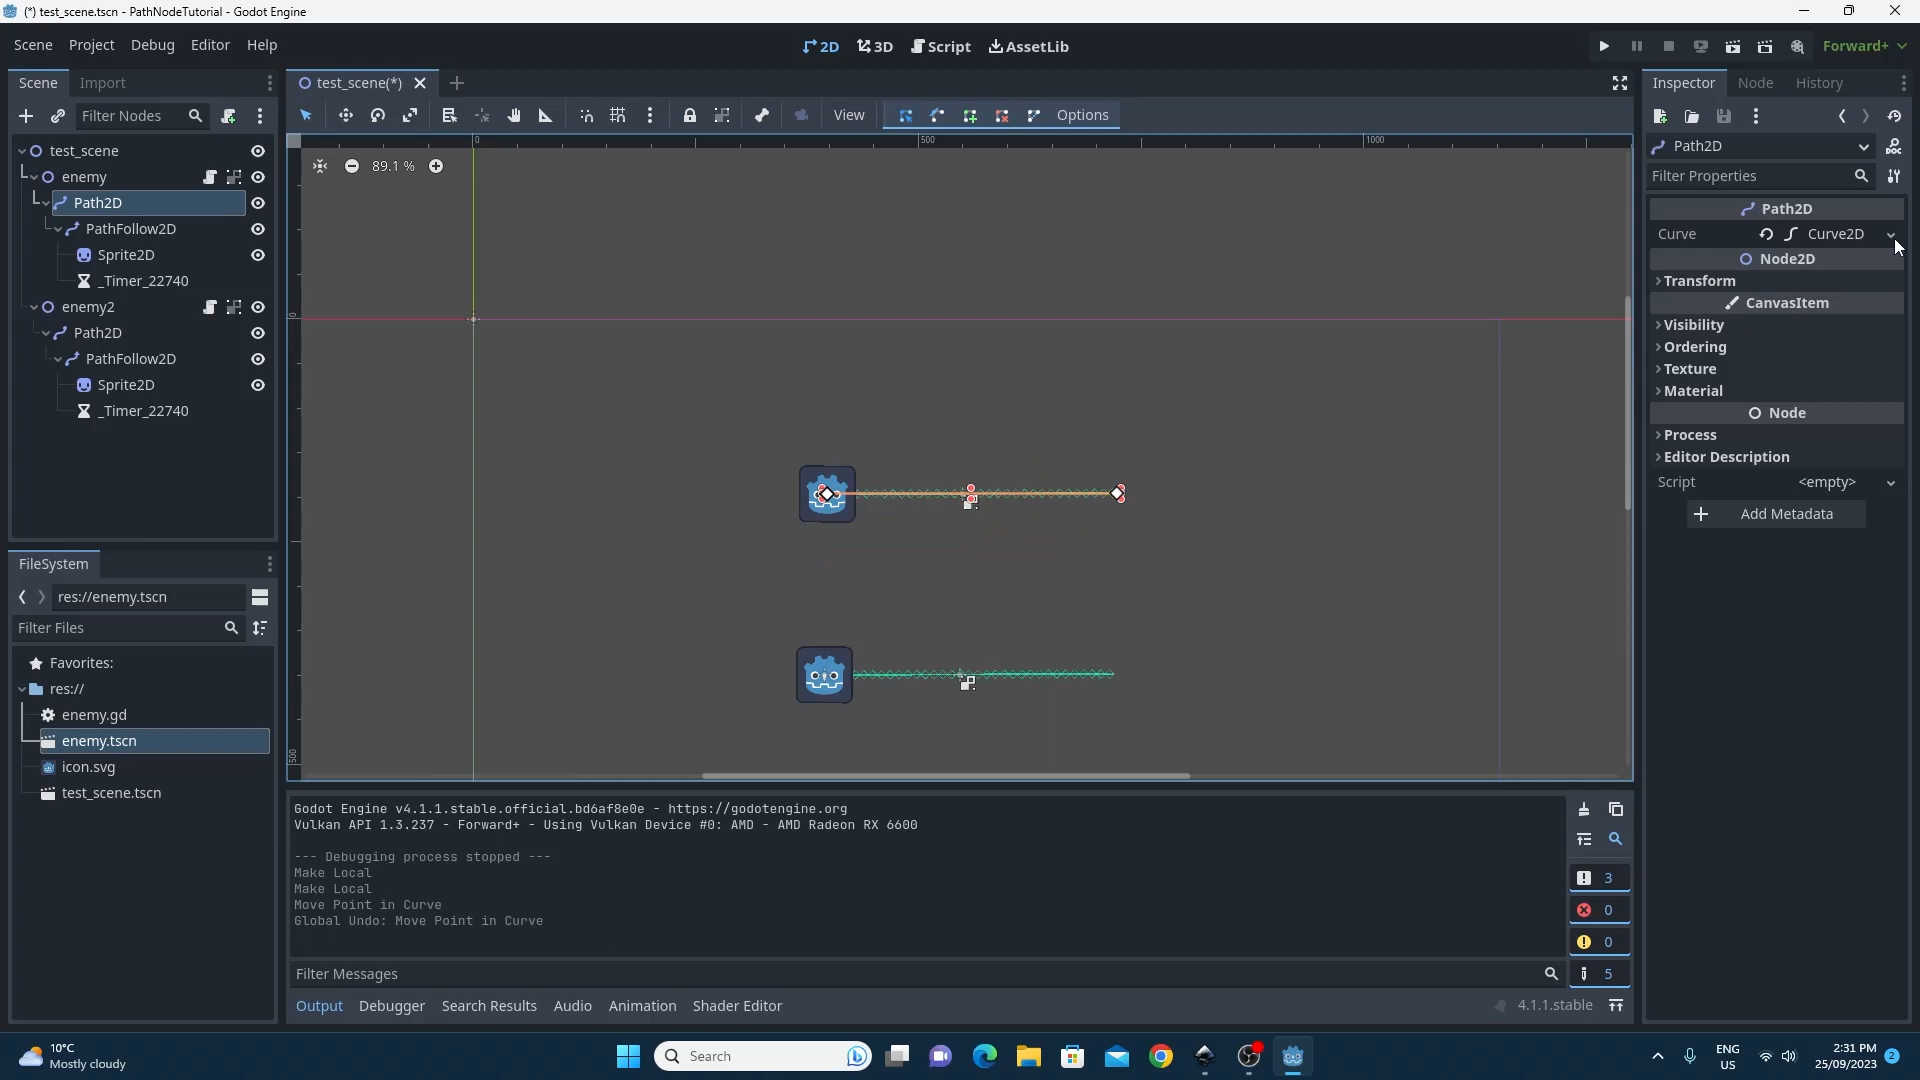 (*) test_scene.tscn - PathNodeTutorial - Godot Engine
Scene Project Debug Editor Help
2D 3D Script AssetLib
Forward+
Scene Import
test_scene(*)
Inspector Node History
Filter Nodes
View
Options
Path2D
Filter Properties
test_scene
enemy
Path2D
PathFollow2D
Sprite2D
_Timer_22740
enemy2
Path2D
PathFollow2D
Sprite2D
_Timer_22740
0 500 1000
89.1 %
0
500
Path2D
Curve Curve2D
Node2D
Transform
CanvasItem
Visibility
Ordering
Texture
Material
Node
Process
Editor Description
Script <empty>
Add Metadata
FileSystem
res://enemy.tscn
Filter Files
Favorites:
res://
enemy.gd
enemy.tscn
icon.svg
test_scene.tscn
Godot Engine v4.1.1.stable.official.bd6af8e0e - https://godotengine.org
Vulkan API 1.3.237 - Forward+ - Using Vulkan Device #0: AMD - AMD Radeon RX 6600
--- Debugging process stopped ---
Make Local
Make Local
Move Point in Curve
Global Undo: Move Point in Curve
3
0
0
5
Filter Messages
Output Debugger Search Results Audio Animation Shader Editor
4.1.1.stable
10°C
Mostly cloudy
Search
ENG
US
2:31 PM
25/09/2023
2